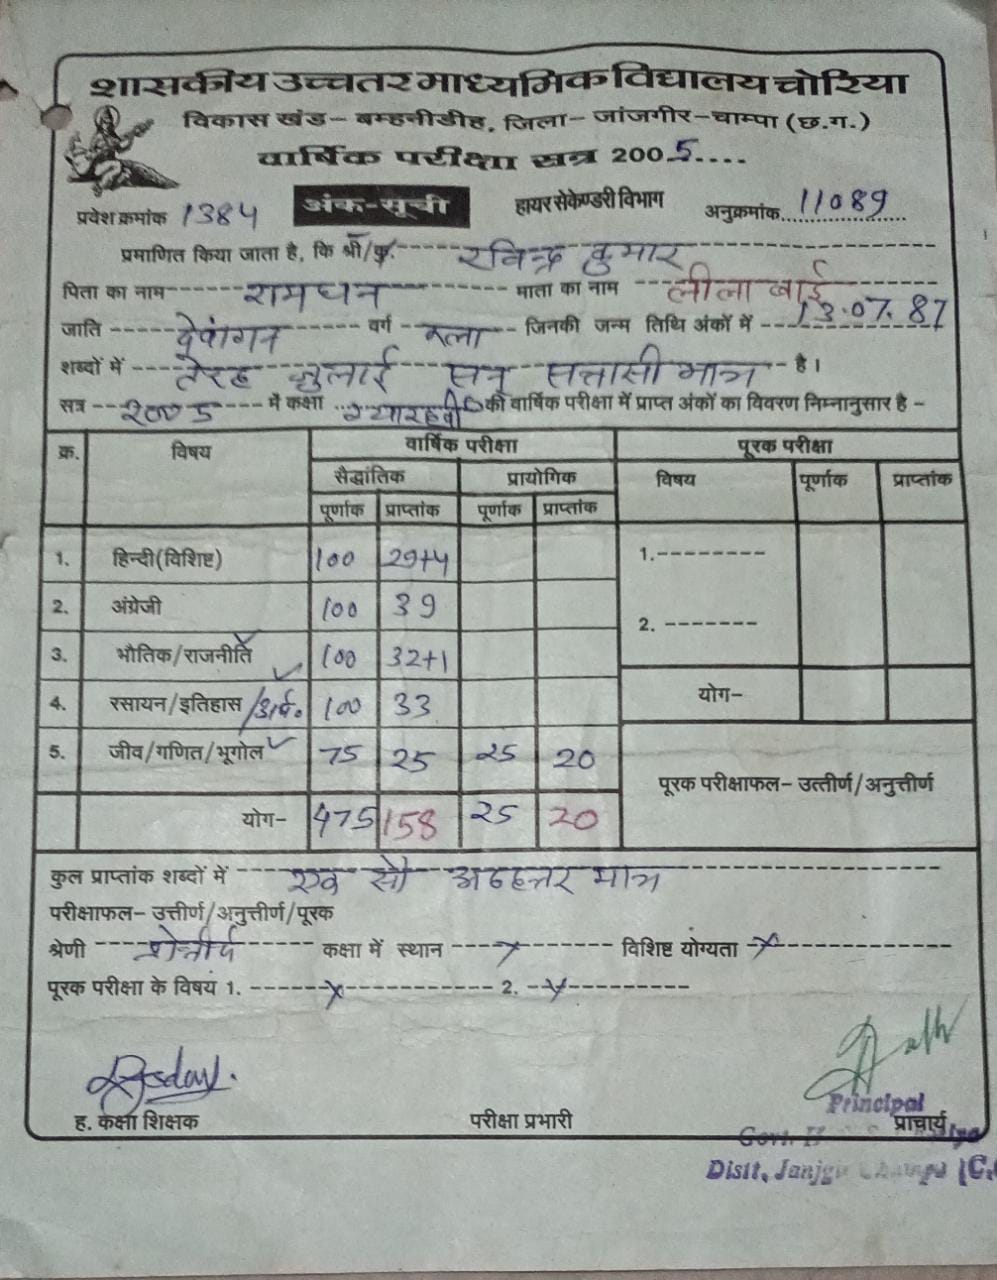 शासकीय उच्चतर माध्यमिक विद्यालय चोरिया
विकास खंड- बम्हनीडीह, जिला- जांजगीर-चाम्पा (छ.ग.)
वार्षिक परीक्षा सत्र 2005....
प्रवेश क्रमांक 1384 अंक-सूची हायर सेकेण्डरी विभाग अनुक्रमांक...11089
प्रमाणित किया जाता है, कि श्री/कु. रविन्द्र कुमार
पिता का नाम रामधन माता का नाम लीला बाई
जाति देवांगन वर्ग कला जिनकी जन्म तिथि अंकों में 13.07.87
शब्दों में तेरह जुलाई सन् सत्तासी मात्र है।
सत्र 2005 में कक्षा ग्यारहवीं की वार्षिक परीक्षा में प्राप्त अंकों का विवरण निम्नानुसार है -
क्र. विषय वार्षिक परीक्षा पूरक परीक्षा
सैद्धांतिक प्रायोगिक विषय पूर्णाक प्राप्तांक
पूर्णाक प्राप्तांक पूर्णाक प्राप्तांक
1. हिन्दी(विशिष्ट) 100 29+4 1.--------
2. अंग्रेजी 100 39 2. -------
3. भौतिक/राजनीति 100 32+1
4. रसायन/इतिहास /अर्थ. 100 33 योग-
5. जीव/गणित/भूगोल 75 25 25 20
पूरक परीक्षाफल- उत्तीर्ण/अनुत्तीर्ण
योग- 475 158 25 20
कुल प्राप्तांक शब्दों में एक सौ अठहत्तर मात्र
परीक्षाफल- उत्तीर्ण/अनुत्तीर्ण/पूरक
श्रेणी कक्षा में स्थान x विशिष्ट योग्यता x
पूरक परीक्षा के विषय 1. x 2. x
ह. कक्षा शिक्षक परीक्षा प्रभारी प्राचार्य
Principal
Govt.
Distt. Janjgir Champa (C.